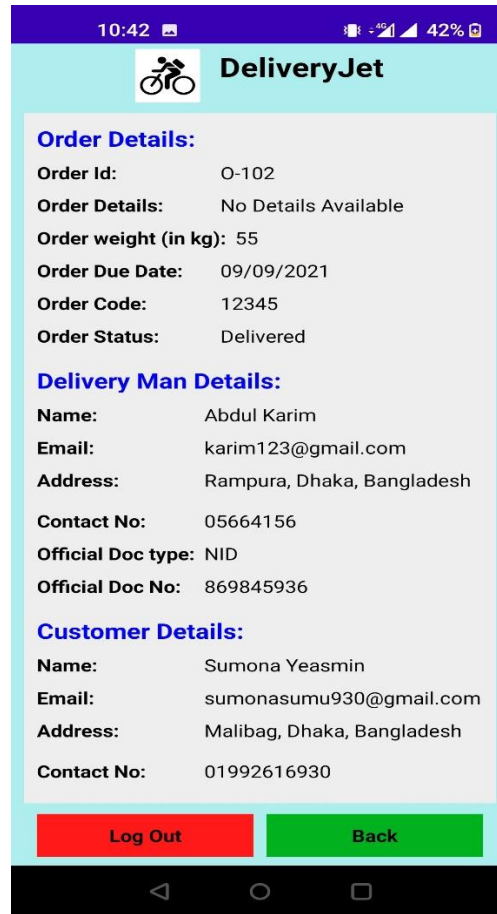 10:42 4G 42%
DeliveryJet
Order Details:
Order Id: O-102
Order Details: No Details Available
Order weight (in kg): 55
Order Due Date: 09/09/2021
Order Code: 12345
Order Status: Delivered
Delivery Man Details:
Name: Abdul Karim
Email: karim123@gmail.com
Address: Rampura, Dhaka, Bangladesh
Contact No: 05664156
Official Doc type: NID
Official Doc No: 869845936
Customer Details:
Name: Sumona Yeasmin
Email: sumonasumu930@gmail.com
Address: Malibag, Dhaka, Bangladesh
Contact No: 01992616930
Log Out Back